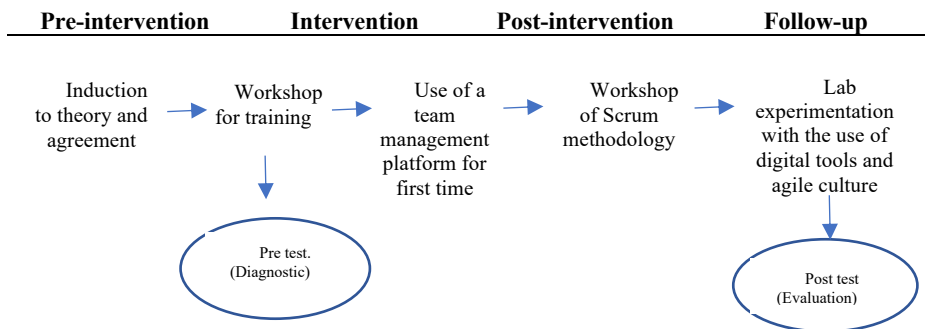 Pre-intervention Intervention Post-intervention Follow-up
Induction
to theory and
agreement
Workshop
for training
Use of a
team
management
platform for
first time
Workshop
of Scrum
methodology
Lab
experimentation
with the use of
digital tools and
agile culture
Pre test.
(Diagnostic)
Post test
(Evaluation)